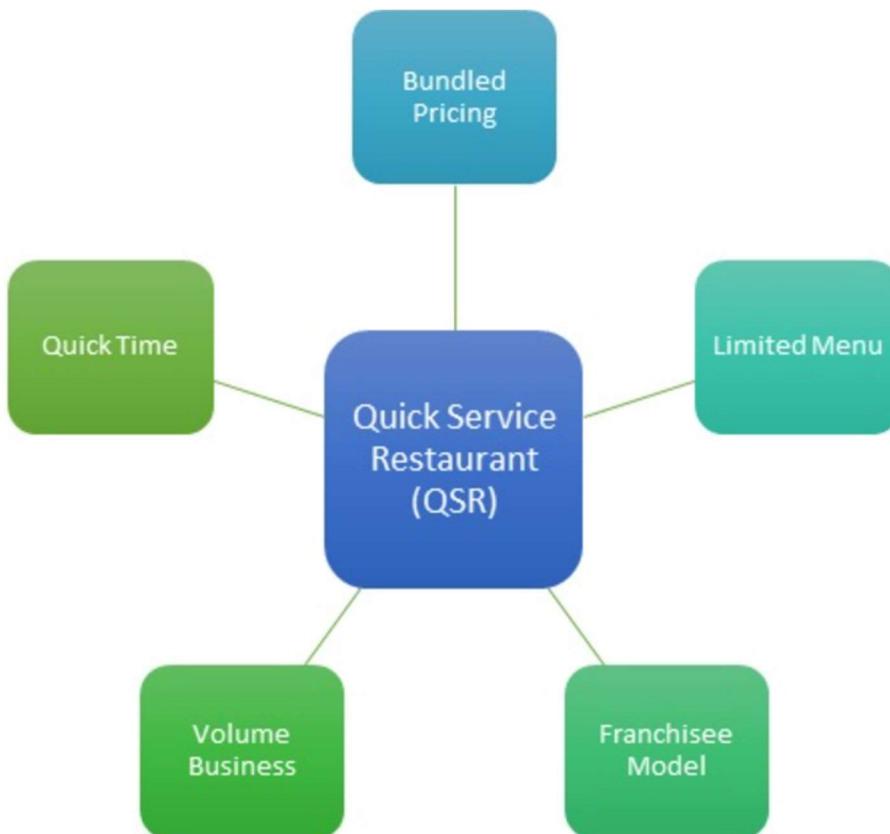 Bundled
Pricing
Quick Time
Limited Menu
Quick Service
Restaurant
(QSR)
Volume
Business
Franchisee
Model